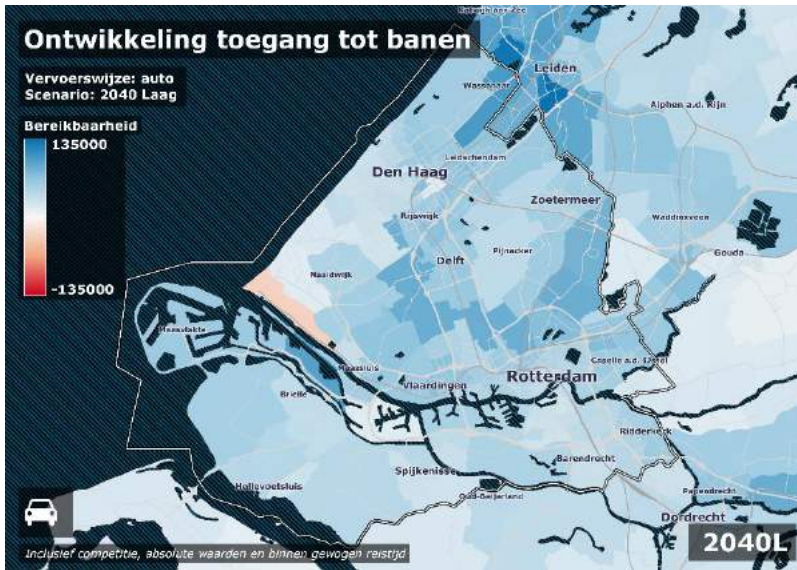 Ontwikkeling toegang tot banen
Vervoerswijze: auto
Scenario: 2040 Laag
Bereikbaarheid
135000
-135000
Leiden
Wassenaar
Alphen a.d. Rijn
Leidschendam
Den Haag
Zoetermeer
Rijswijk
Waddinxveen
Pijnacker
Gouda
Delft
Naaldwijk
Maasvlakte
Capelle a.d. IJssel
Maassluis
Rotterdam
Vlaardingen
Brielle
Ridderkerk
Barendrecht
Spijkenisse
Hellevoetsluis
Oud-Beijerland
Papendrecht
Dordrecht
2040L
Inclusief competitie, absolute waarden en binnen gewogen reistijd